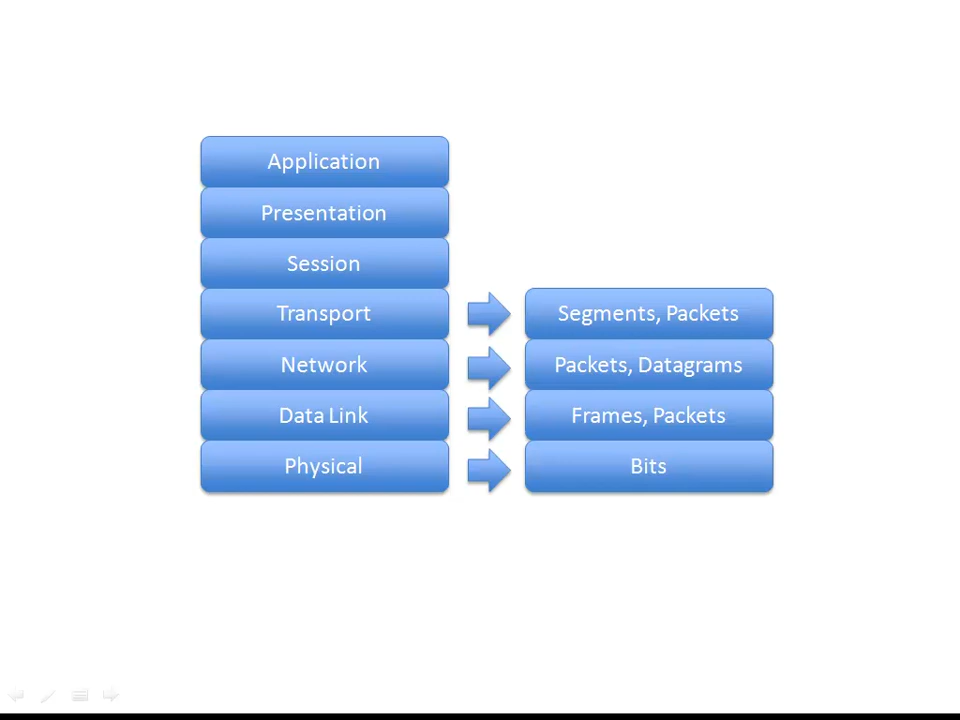 Application
Presentation
Session
Transport
Segments, Packets
Network
Packets, Datagrams
Data Link
Frames, Packets
Physical
Bits